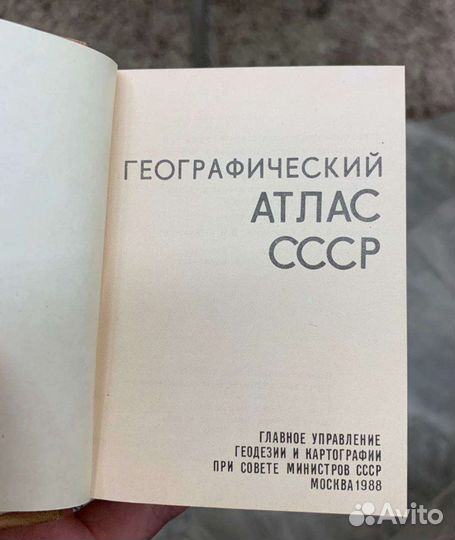 ГЕОГРАФИЧЕСКИЙ
АТЛАС
СССР
ГЛАВНОЕ УПРАВЛЕНИЕ
ГЕОДЕЗИИ И КАРТОГРАФИИ
ПРИ СОВЕТЕ МИНИСТРОВ СССР
МОСКВА 1988
Avito